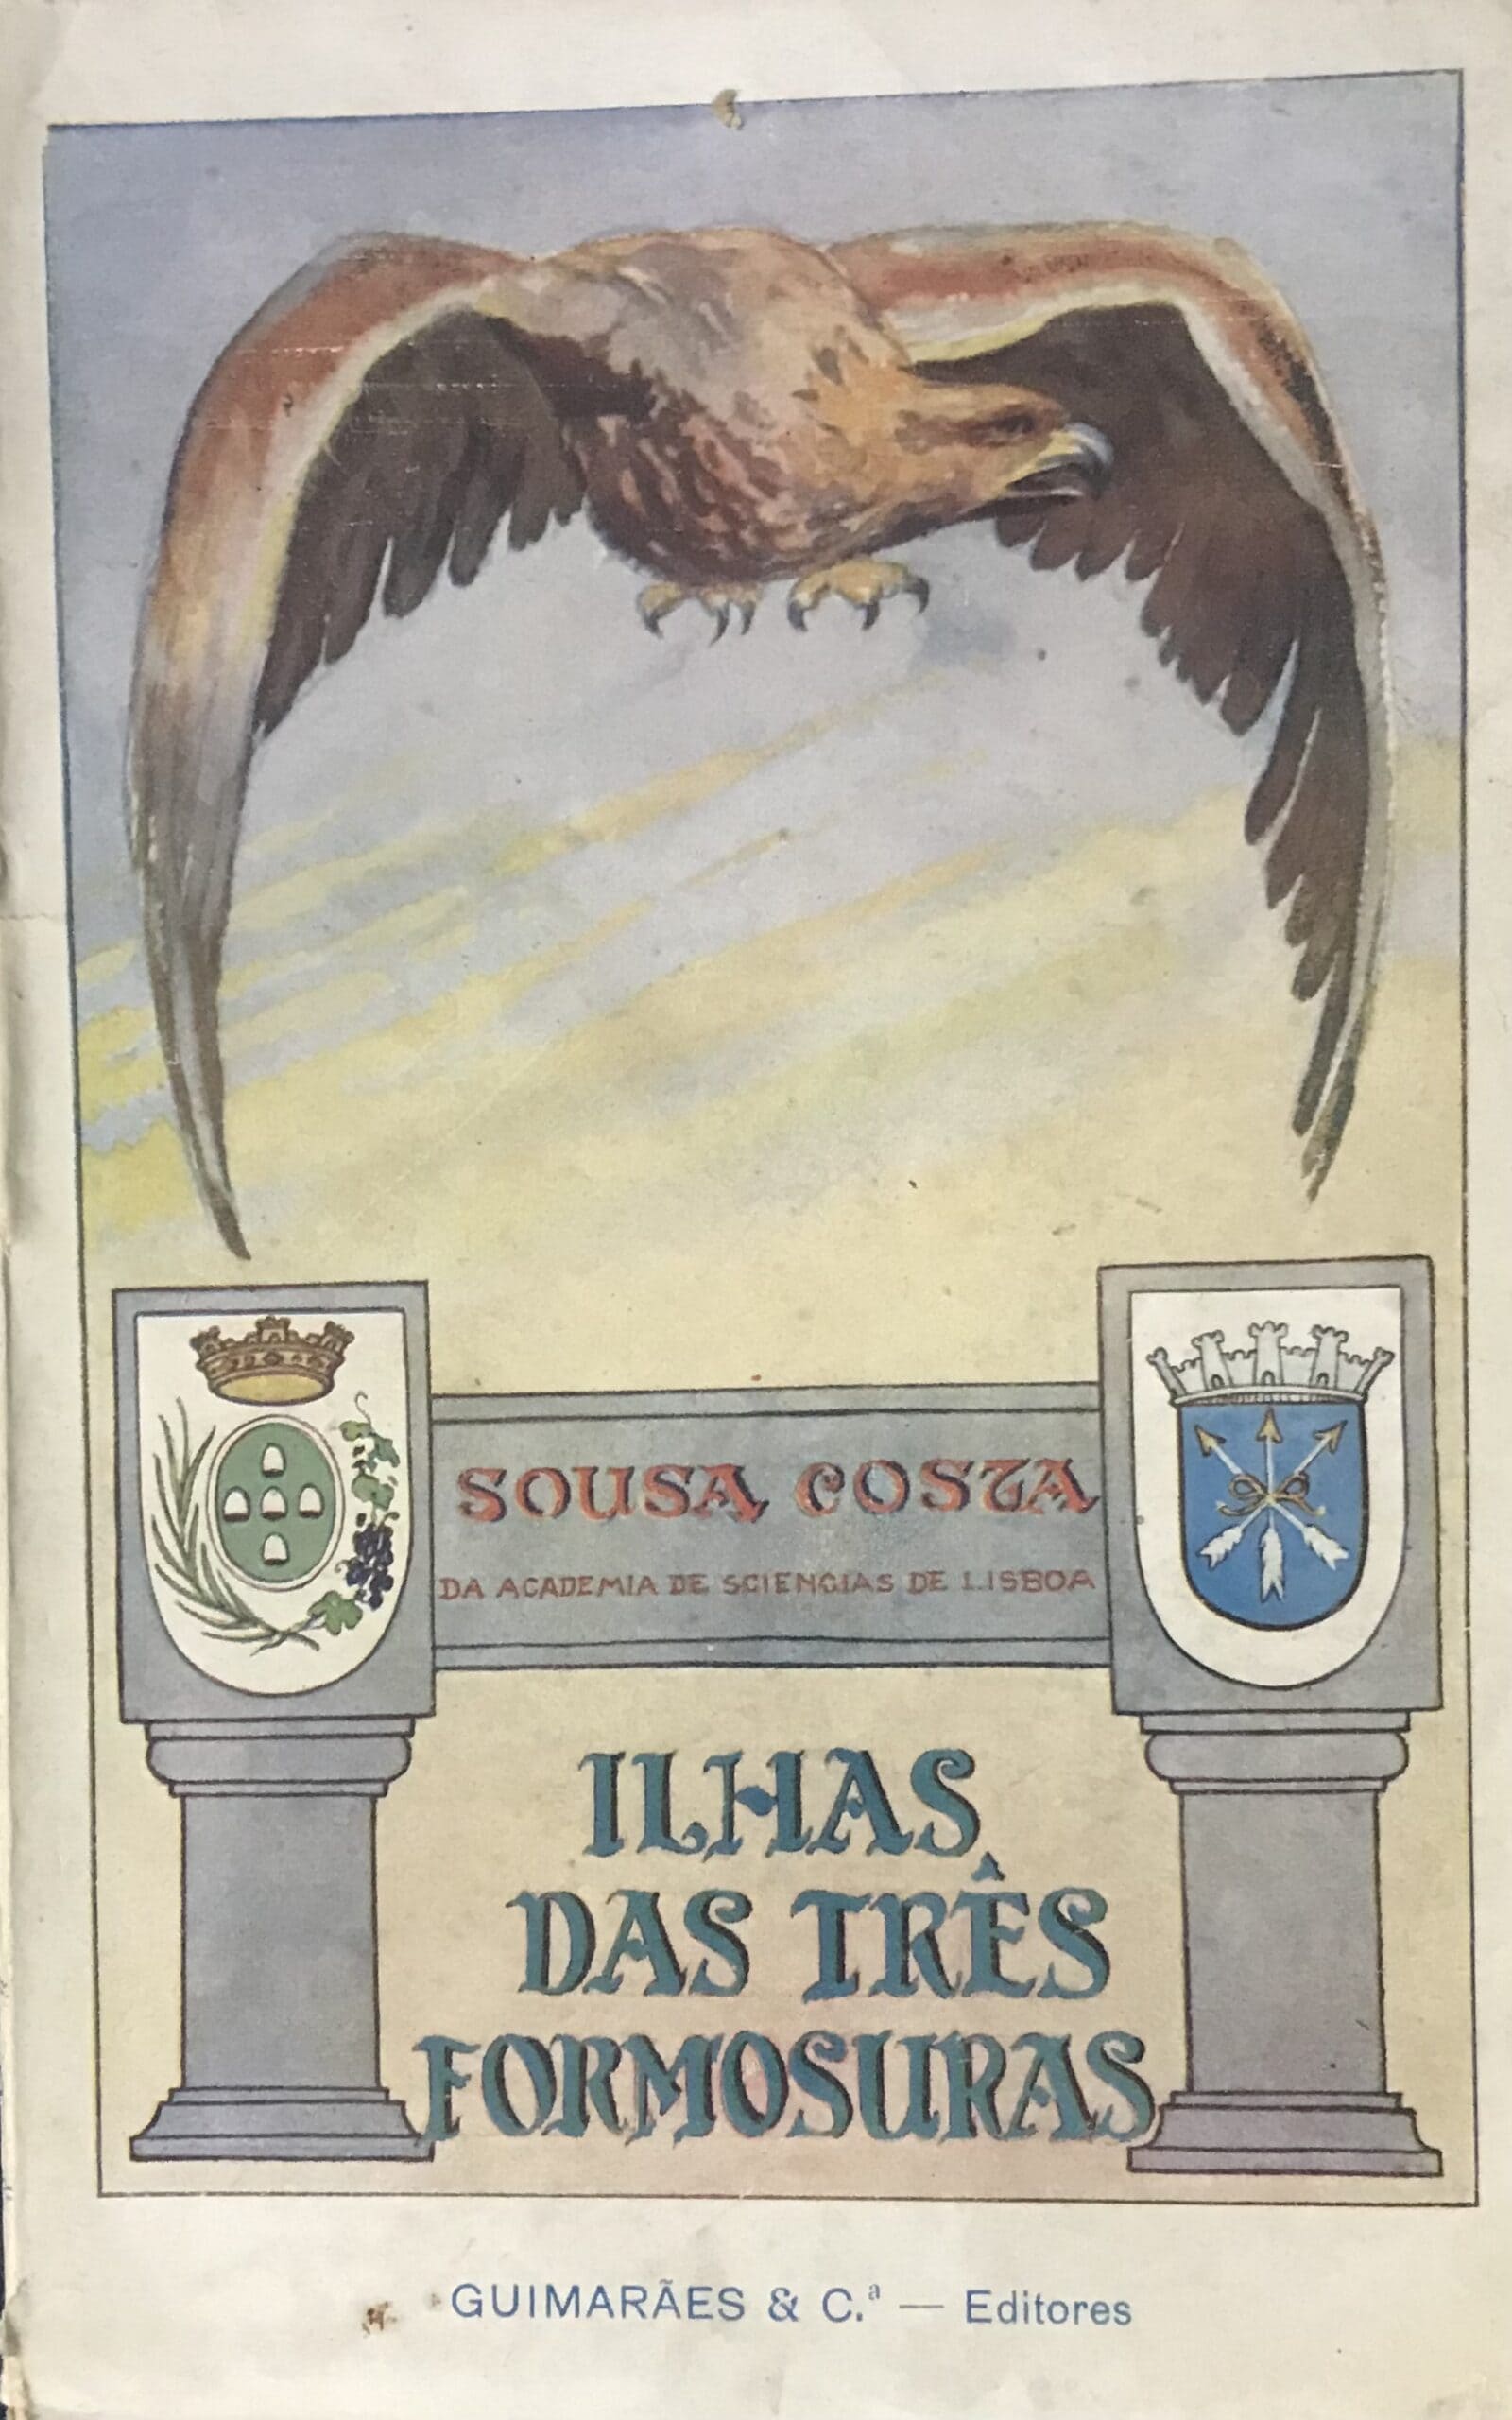 SOUSA COSTA
DA ACADEMIA DE SCIENCIAS DE LISBOA
ILHAS
DAS TRÊS
FORMOSURAS
GUIMARÃES & C.ª — Editores